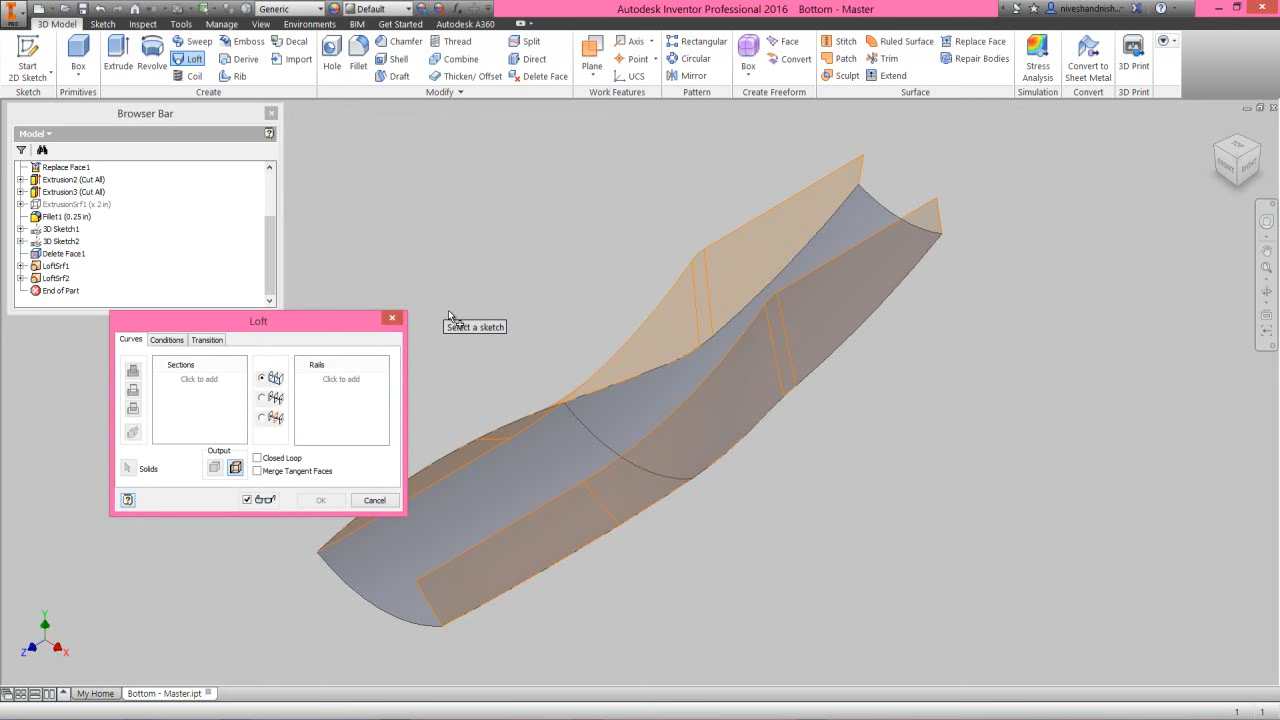 Generic
Default
Autodesk Inventor Professional 2016 Bottom - Master
niveshandnish...
PRO
3D Model Sketch Inspect Tools Manage View Environments BIM Get Started Autodesk A360
Start
2D Sketch
Box
Extrude
Revolve
Sweep
Loft
Coil
Emboss
Derive
Rib
Decal
Import
Hole
Fillet
Chamfer
Shell
Draft
Thread
Combine
Thicken/ Offset
Split
Direct
Delete Face
Plane
Axis
Point
UCS
Rectangular
Circular
Mirror
Box
Face
Convert
Stitch
Patch
Sculpt
Ruled Surface
Trim
Extend
Replace Face
Repair Bodies
Stress
Analysis
Convert to
Sheet Metal
3D Print
Sketch Primitives Create Modify Work Features Pattern Create Freeform Surface Simulation Convert 3D Print
Browser Bar
Model
Replace Face1
Extrusion2 (Cut All)
Extrusion3 (Cut All)
ExtrusionSrf1 (x 2 in)
Fillet1 (0.25 in)
3D Sketch1
3D Sketch2
Delete Face1
LoftSrf1
LoftSrf2
End of Part
TOP
FRONT
RIGHT
Loft
Curves Conditions Transition
Sections
Click to add
Rails
Click to add
Solids
Output
Closed Loop
Merge Tangent Faces
OK
Cancel
Select a sketch
Y
Z
X
My Home
Bottom - Master.ipt
1 1